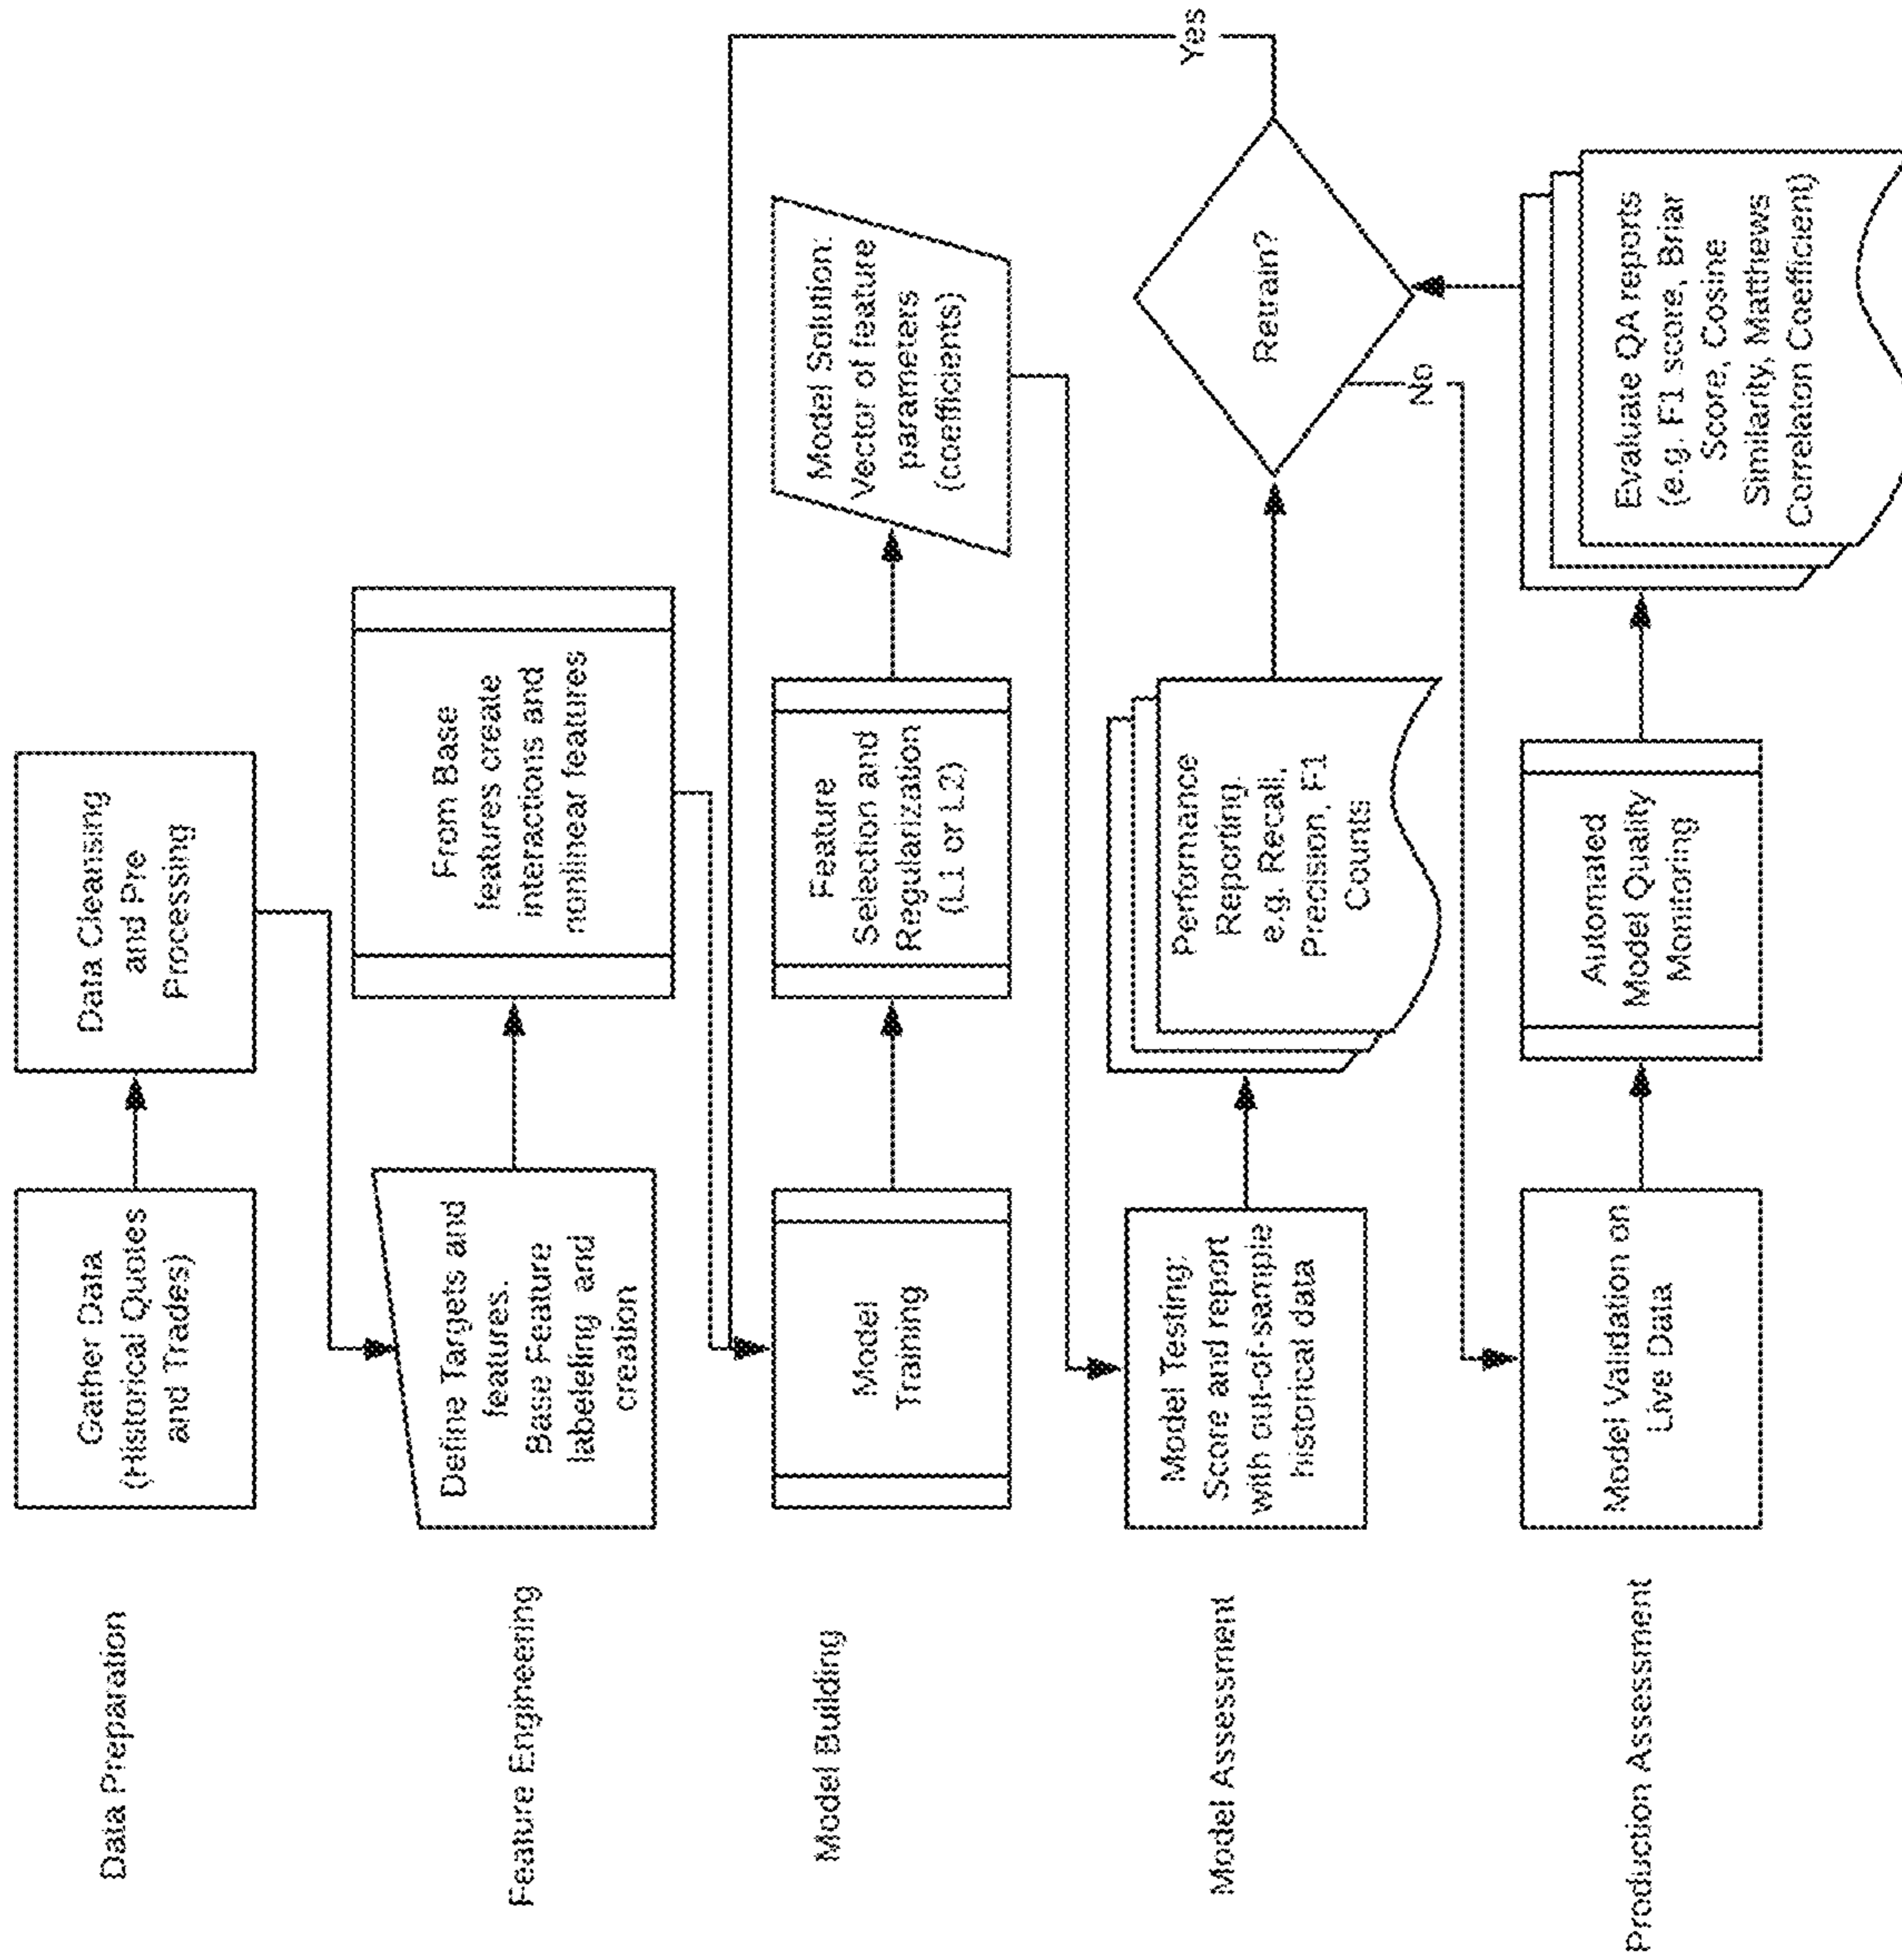 Data Preparation
Gather Data
(Historical Quotes
and Trades)
Data Cleansing
and Pre
Processing
Feature Engineering
Define Targets and
features.
Base Feature
labeleing and
creation
From Base
features create
interactions and
nonlinear features
Model Building
Model
Training
Feature
Selection and
Regularization
(L1 or L2)
Model Solution:
Vector of feature
parameters
(coefficients)
Model Assessment
Model Testing:
Score and report
with out-of-sample
historical data
Performance
Reporting.
e.g. Recall,
Precision, F1
Counts
Retrain?
Yes
No
Production Assessment
Model Validation on
Live Data
Automated
Model Quality
Monitoring
Evaluate QA reports
(e.g. F1 score, Briar
Score, Cosine
Similarity, Matthews
Correlaton Coefficient)